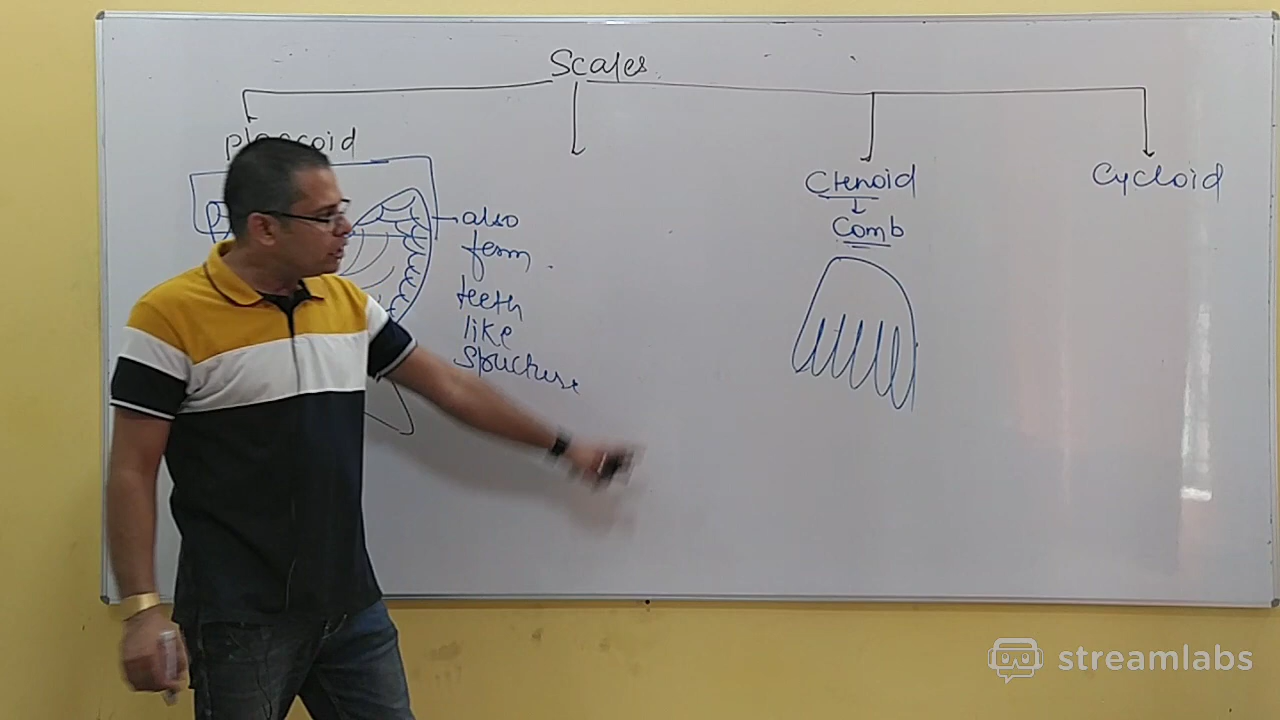 Scales
placoid
Ctenoid
Cycloid
Comb
also
form
teeth
like
structure
streamlabs